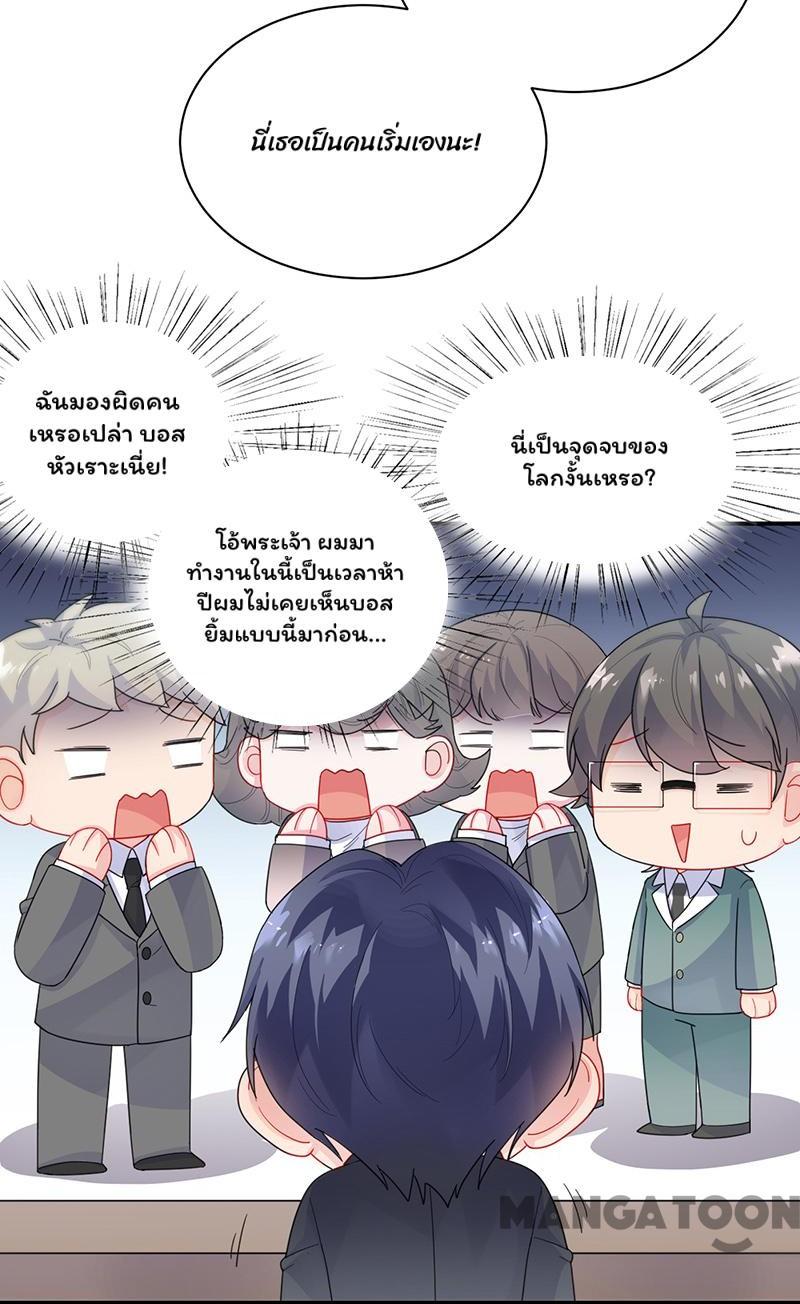 นี่เธอเป็นคนเริ่มเองนะ!
ฉันมองผิดคน
เหรอเปล่า บอส
หัวเราะเนี่ย!
นี่เป็นจุดจบของ
โลกงั้นเหรอ?
โอ้พระเจ้า ผมมา
ทำงานในนี้เป็นเวลาห้า
ปีผมไม่เคยเห็นบอส
ยิ้มแบบนี้มาก่อน...
MANGATOON